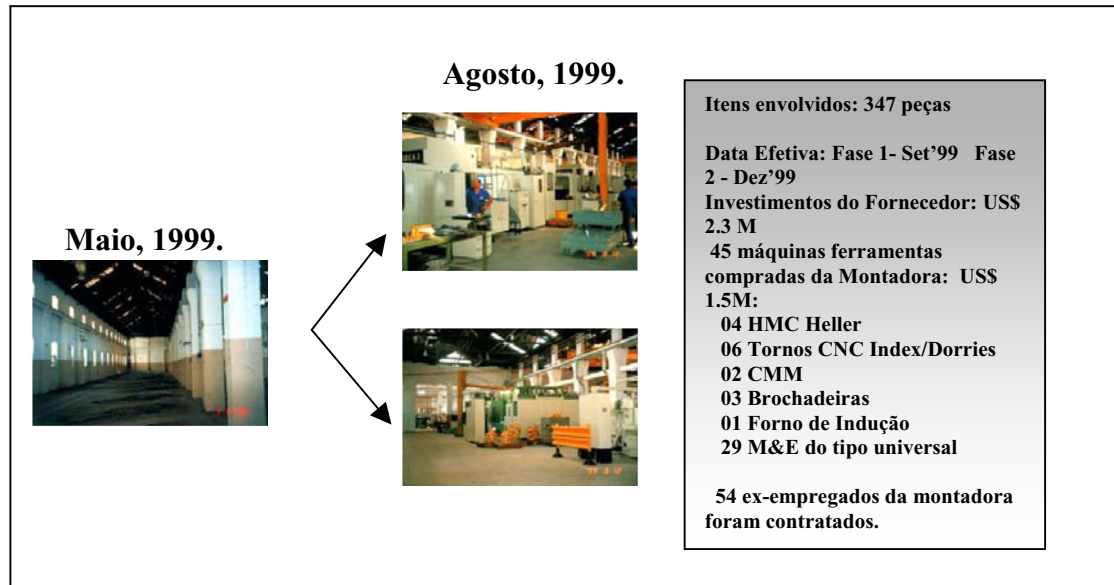 Agosto, 1999.
Maio, 1999.
Itens envolvidos: 347 peças
Data Efetiva: Fase 1- Set’99 Fase
2 - Dez’99
Investimentos do Fornecedor: US$
2.3 M
45 máquinas ferramentas
compradas da Montadora: US$
1.5M:
04 HMC Heller
06 Tornos CNC Index/Dorries
02 CMM
03 Brochadeiras
01 Forno de Indução
29 M&E do tipo universal
54 ex-empregados da montadora
foram contratados.